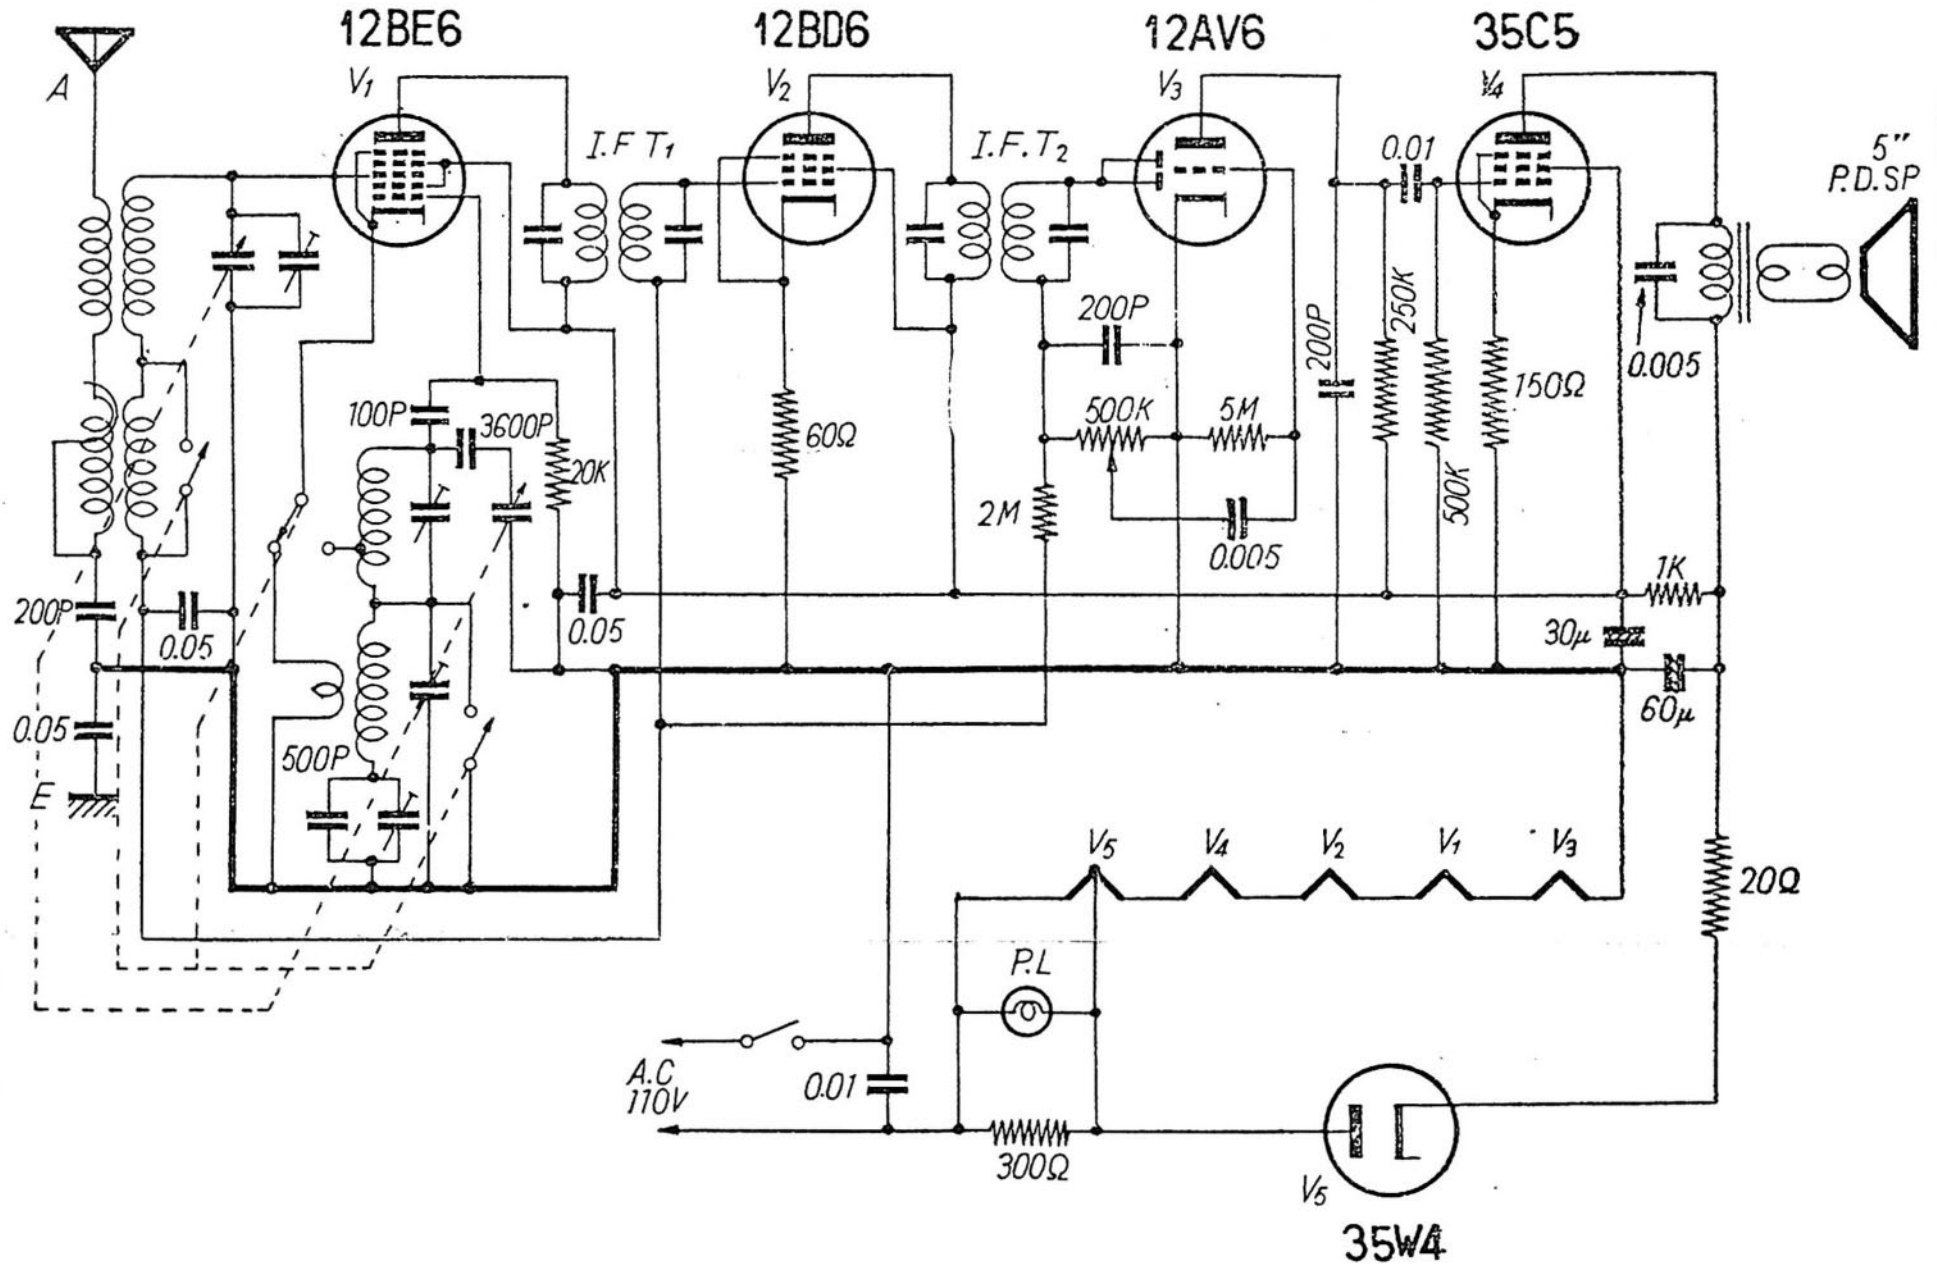 12BE6
12BD6
12AV6
35C5
A
V1
V2
V3
V4
I.F T1
I.F.T2
0.01
5"
P.D.SP
200P
250K
200P
0.005
150Ω
100P
3600P
60Ω
500K
5M
20K
2M
500K
0.005
1K
200P
0.05
0.05
30μ
60μ
0.05
500P
E
V5
V4
V2
V1
V3
20Ω
P.L
A.C
110V
0.01
300Ω
V5
35W4